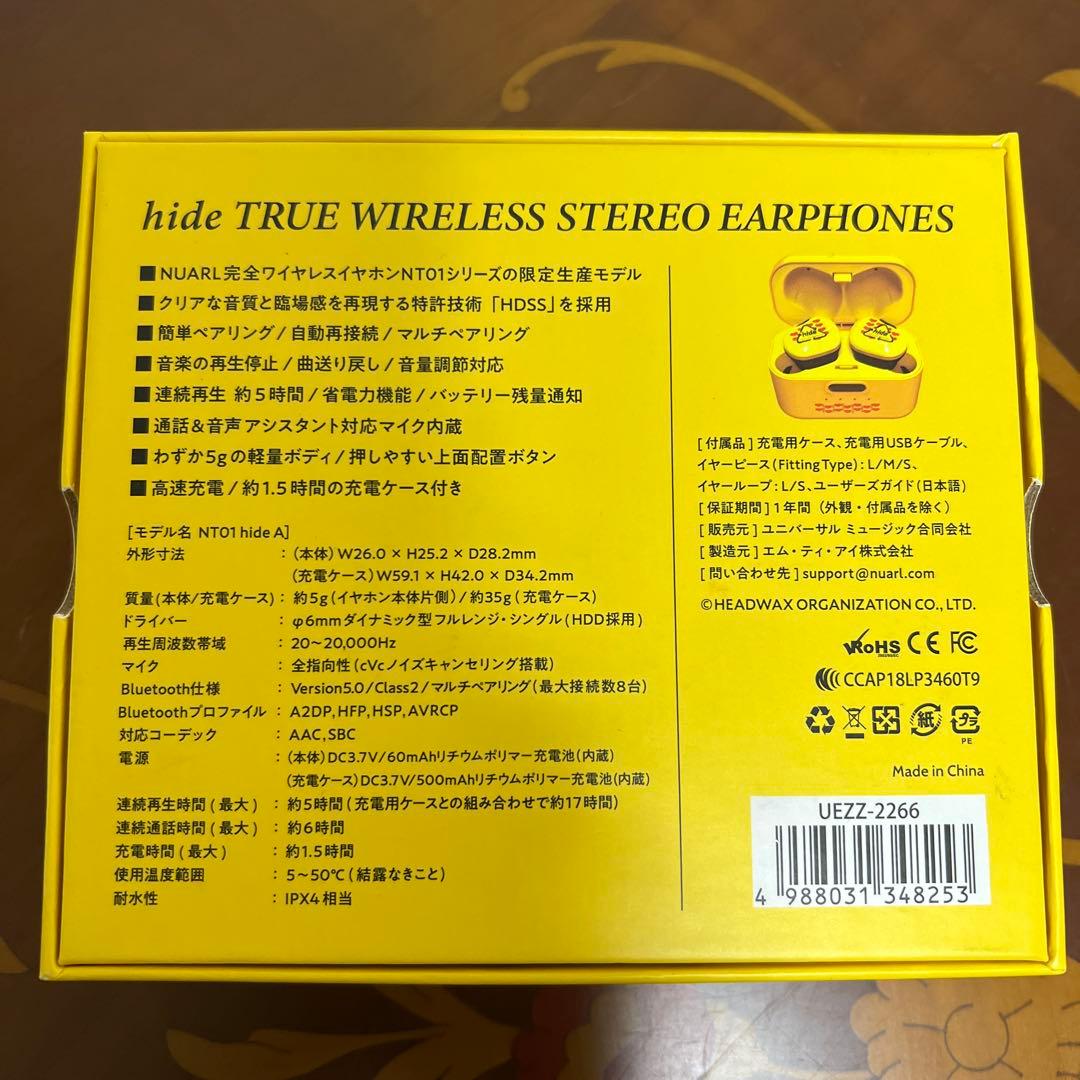 hide TRUE WIRELESS STEREO EARPHONES
■NUARL完全ワイヤレスイヤホンNT01シリーズの限定生産モデル
■クリアな音質と臨場感を再現する特許技術「HDSS」を採用
■簡単ペアリング/自動再接続/マルチペアリング
■音楽の再生停止/曲送り戻し/音量調節対応
■連続再生 約5時間/省電力機能/バッテリー残量通知
■通話&音声アシスタント対応マイク内蔵
■わずか5gの軽量ボディ/押しやすい上面配置ボタン
■高速充電/約1.5時間の充電ケース付き
[モデル名 NT01 hide A]
外形寸法 :(本体)W26.0 × H25.2 × D28.2mm
(充電ケース)W59.1 × H42.0 × D34.2mm
質量(本体/充電ケース): 約5g(イヤホン本体片側)/約35g(充電ケース)
ドライバー : φ6mmダイナミック型フルレンジ・シングル(HDD採用)
再生周波数帯域 : 20~20,000Hz
マイク : 全指向性(cVcノイズキャンセリング搭載)
Bluetooth仕様 : Version5.0/Class2/マルチペアリング(最大接続数8台)
Bluetoothプロファイル : A2DP,HFP,HSP,AVRCP
対応コーデック : AAC,SBC
電源 :(本体)DC3.7V/60mAhリチウムポリマー充電池(内蔵)
(充電ケース)DC3.7V/500mAhリチウムポリマー充電池(内蔵)
連続再生時間(最大) : 約5時間(充電用ケースとの組み合わせで約17時間)
連続通話時間(最大) : 約6時間
充電時間(最大) : 約1.5時間
使用温度範囲 : 5~50℃(結露なきこと)
耐水性 : IPX4相当
hide hide
[付属品]充電用ケース、充電用USBケーブル、
イヤーピース(Fitting Type):L/M/S、
イヤーループ:L/S、ユーザーズガイド(日本語)
[保証期間]1年間(外観・付属品を除く)
[販売元]ユニバーサル ミュージック合同会社
[製造元]エム・ティ・アイ株式会社
[問い合わせ先]support@nuarl.com
©HEADWAX ORGANIZATION CO., LTD.
RoHS CE FC
CCAP18LP3460T9
紙 プラ
PE
Made in China
UEZZ-2266
4 988031 348253